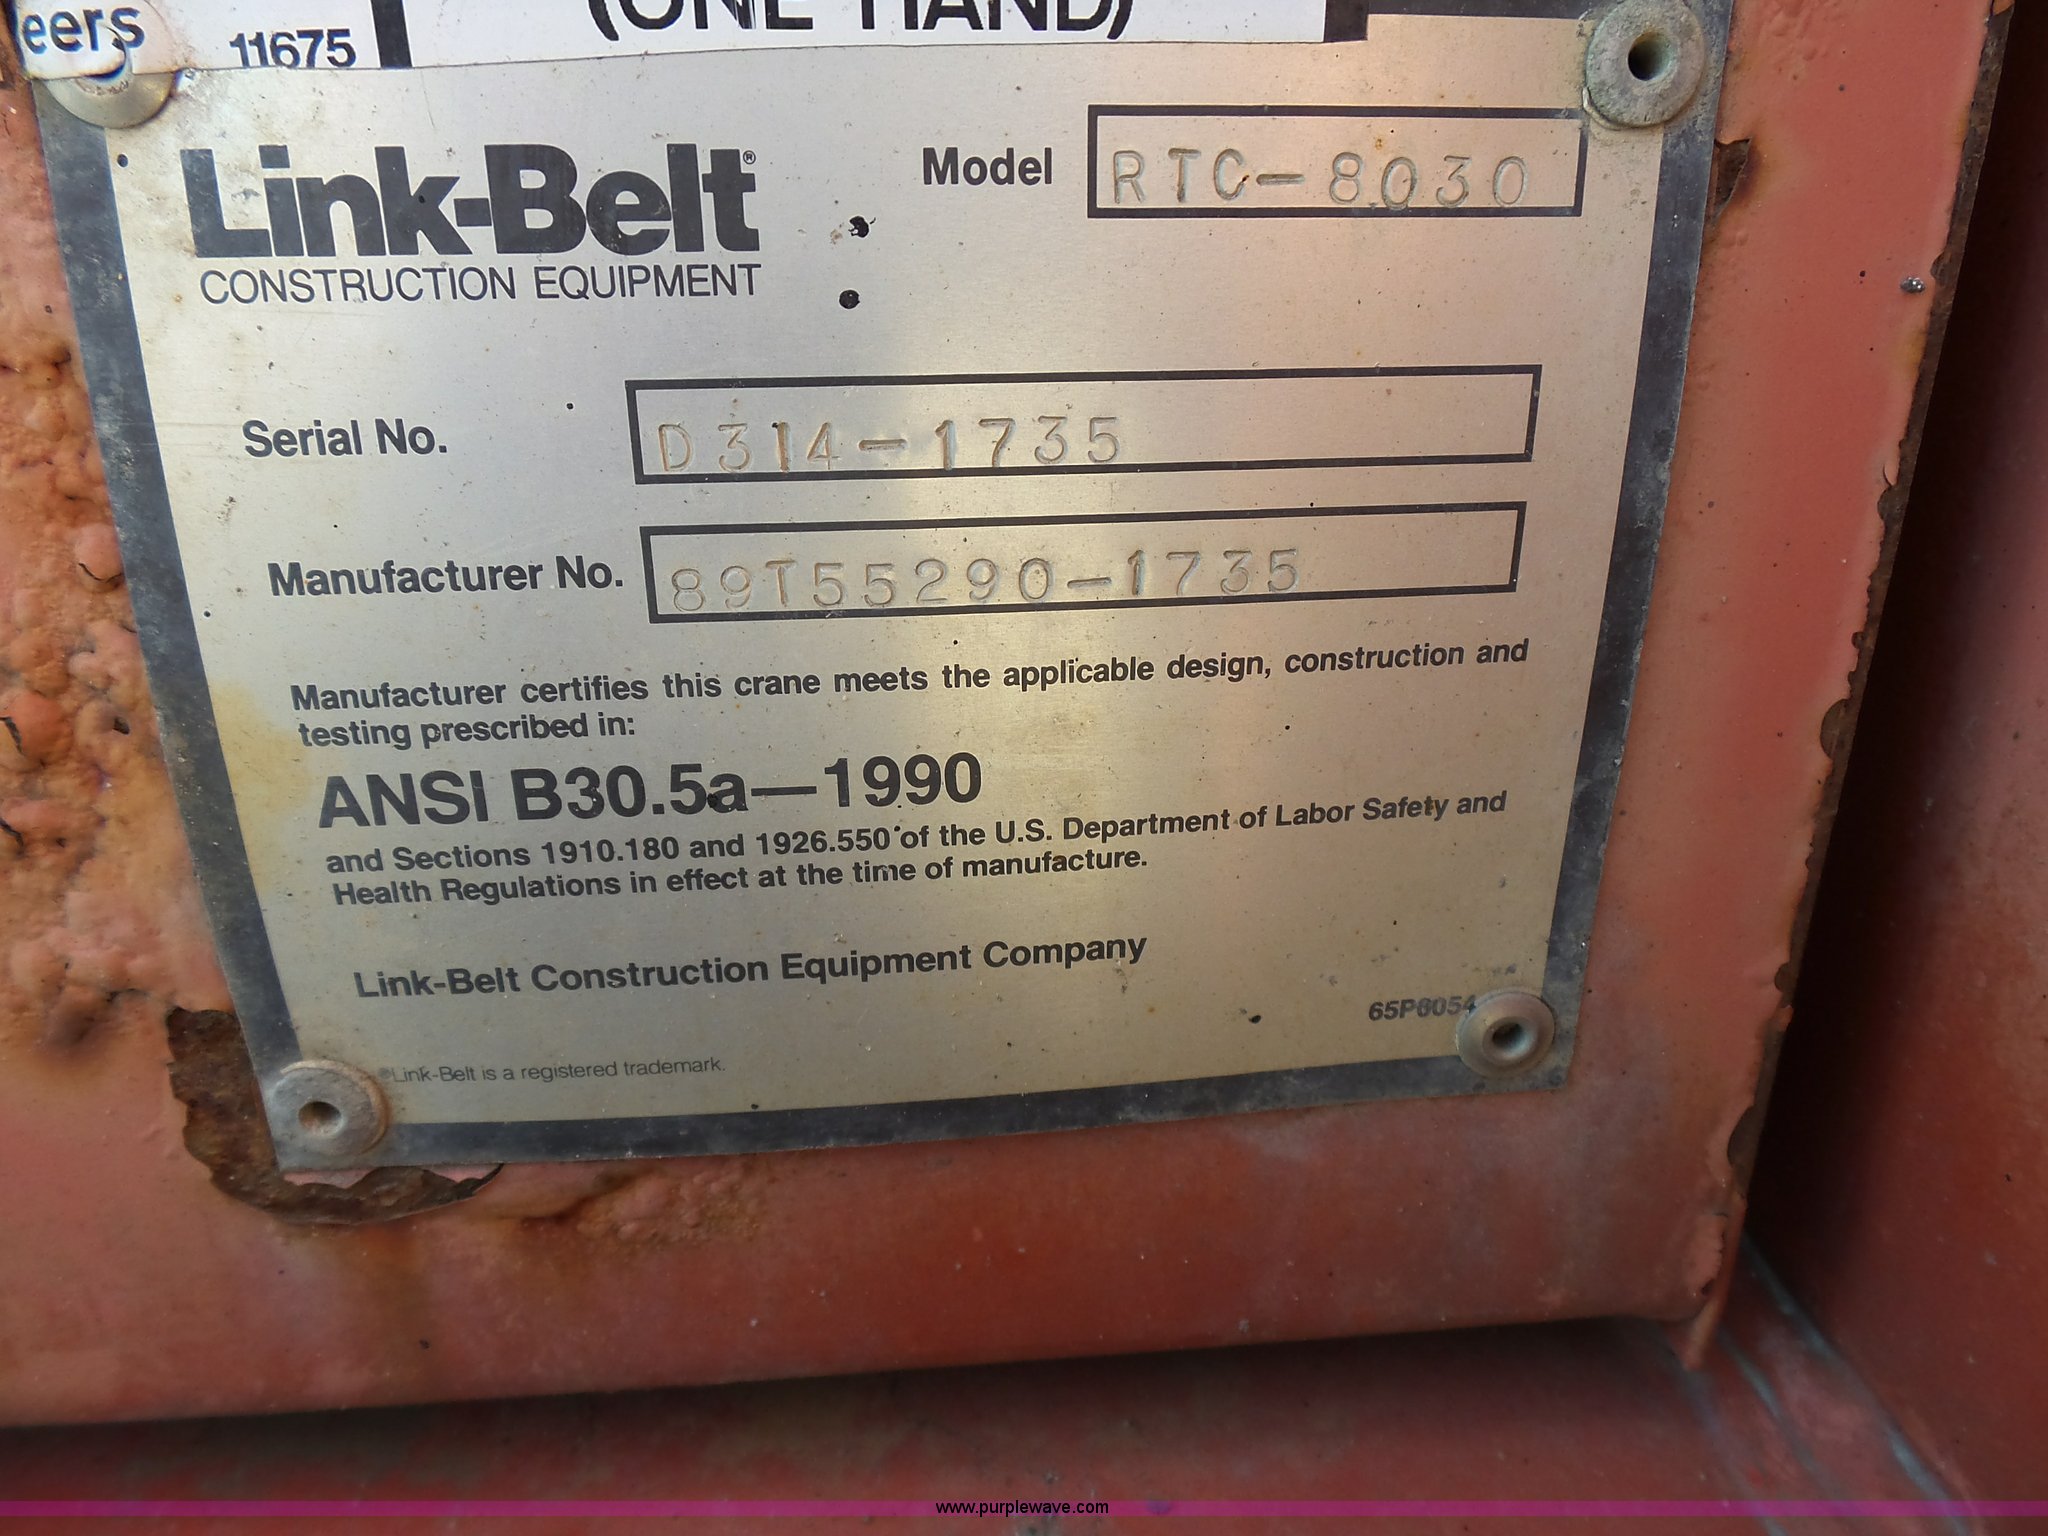 (ONE HAND)
eers
11675
Link-Belt®
CONSTRUCTION EQUIPMENT
Model RTC-8030
Serial No. D314-1735
Manufacturer No. 89T55290-1735
Manufacturer certifies this crane meets the applicable design, construction and
testing prescribed in:
ANSI B30.5a—1990
and Sections 1910.180 and 1926.550 of the U.S. Department of Labor Safety and
Health Regulations in effect at the time of manufacture.
Link-Belt Construction Equipment Company
65P6054
®Link-Belt is a registered trademark.
www.purplewave.com